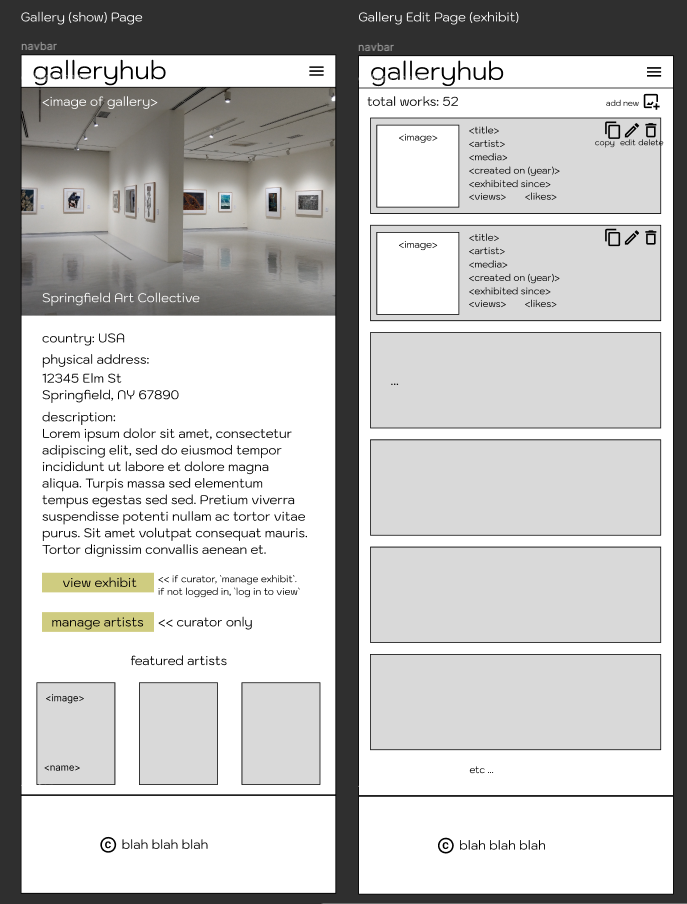 Gallery (show) Page
navbar
galleryhub
<image of gallery>
Springfield Art Collective
country: USA
physical address:
12345 Elm St
Springfield, NY 67890
description:
Lorem ipsum dolor sit amet, consectetur
adipiscing elit, sed do eiusmod tempor
incididunt ut labore et dolore magna
aliqua. Turpis massa sed elementum
tempus egestas sed sed. Pretium viverra
suspendisse potenti nullam ac tortor vitae
purus. Sit amet volutpat consequat mauris.
Tortor dignissim convallis aenean et.
view exhibit
<< if curator, `manage exhibit`.
if not logged in, `log in to view`
manage artists << curator only
featured artists
<image>
<name>
© blah blah blah
Gallery Edit Page (exhibit)
navbar
galleryhub
total works: 52
add new
<image>
<title>
<artist>
<media>
<created on (year)>
<exhibited since>
<views> <likes>
copy edit delete
<image>
<title>
<artist>
<media>
<created on (year)>
<exhibited since>
<views> <likes>
...
etc ...
© blah blah blah